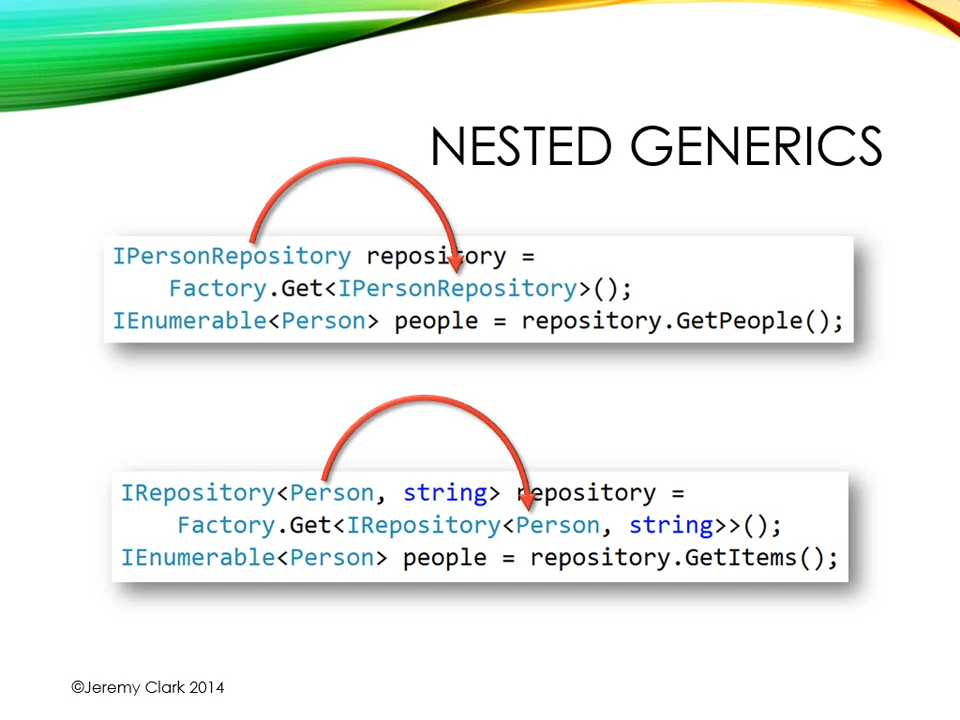 NESTED GENERICS
IPersonRepository repository =
Factory.Get<IPersonRepository>();
IEnumerable<Person> people = repository.GetPeople();
IRepository<Person, string> repository =
Factory.Get<IRepository<Person, string>>();
IEnumerable<Person> people = repository.GetItems();
©Jeremy Clark 2014